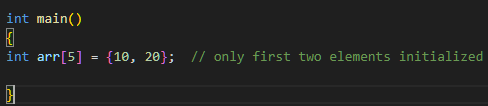 int main()
{
int arr[5] = {10, 20};  // only first two elements initialized
}